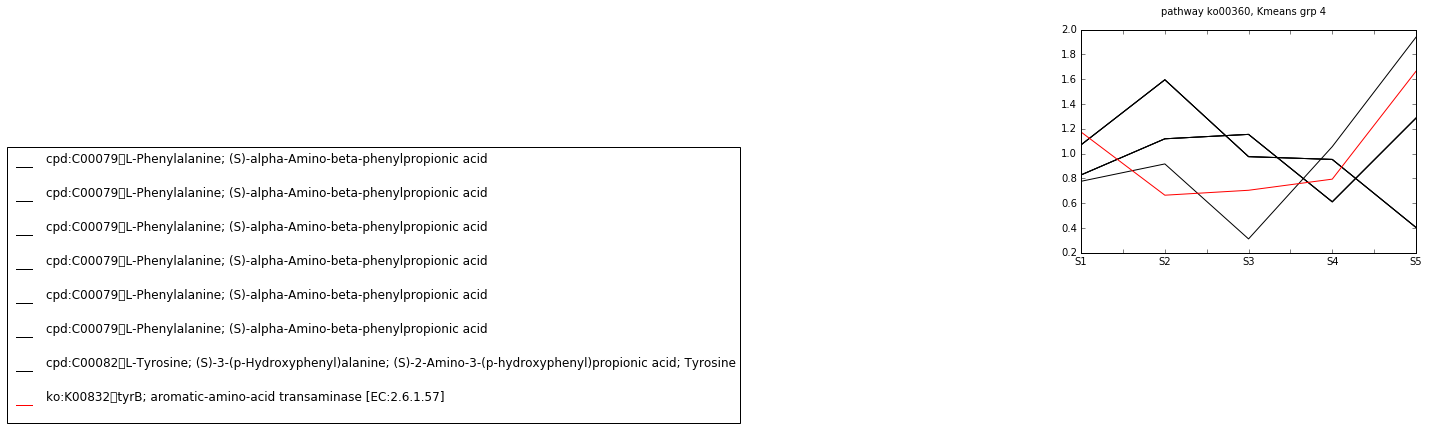 pathway ko00360, Kmeans grp 4
2.0
1.8
1.6
1.4
1.2
1.0
0.8
0.6
0.4
0.2
S1 S2 S3 S4 S5
cpd:C00079▯L-Phenylalanine; (S)-alpha-Amino-beta-phenylpropionic acid
cpd:C00079▯L-Phenylalanine; (S)-alpha-Amino-beta-phenylpropionic acid
cpd:C00079▯L-Phenylalanine; (S)-alpha-Amino-beta-phenylpropionic acid
cpd:C00079▯L-Phenylalanine; (S)-alpha-Amino-beta-phenylpropionic acid
cpd:C00079▯L-Phenylalanine; (S)-alpha-Amino-beta-phenylpropionic acid
cpd:C00079▯L-Phenylalanine; (S)-alpha-Amino-beta-phenylpropionic acid
cpd:C00082▯L-Tyrosine; (S)-3-(p-Hydroxyphenyl)alanine; (S)-2-Amino-3-(p-hydroxyphenyl)propionic acid; Tyrosine
ko:K00832▯tyrB; aromatic-amino-acid transaminase [EC:2.6.1.57]